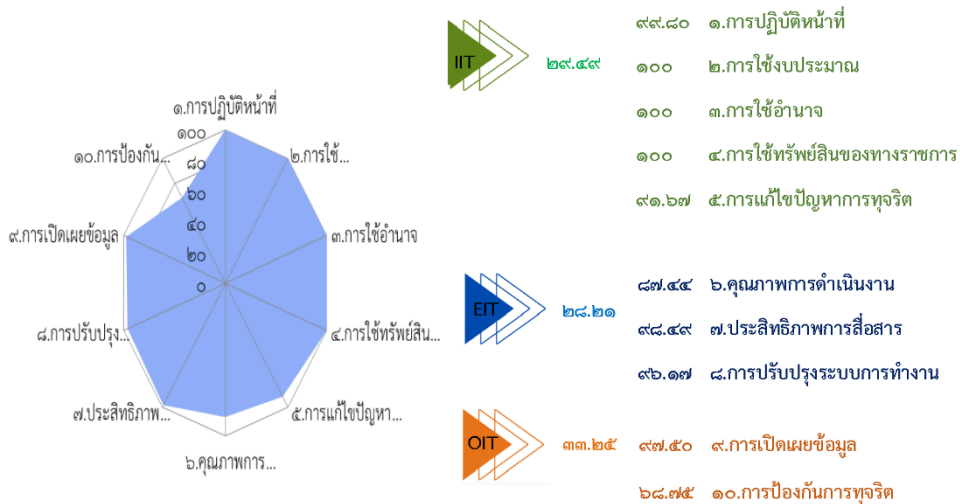 ๑.การปฏิบัติหน้าที่
๒.การใช้...
๓.การใช้อำนาจ
๔.การใช้ทรัพย์สิน...
๕.การแก้ไขปัญหา...
๖.คุณภาพการ...
๗.ประสิทธิภาพ...
๘.การปรับปรุง...
๙.การเปิดเผยข้อมูล
๑๐.การป้องกัน...
๑๐๐
๘๐
๖๐
๔๐
๒๐
๐
IIT ๒๙.๔๙
๙๙.๘๐ ๑.การปฏิบัติหน้าที่
๑๐๐ ๒.การใช้งบประมาณ
๑๐๐ ๓.การใช้อำนาจ
๑๐๐ ๔.การใช้ทรัพย์สินของทางราชการ
๙๑.๖๗ ๕.การแก้ไขปัญหาการทุจริต
EIT ๒๘.๒๑
๘๗.๔๔ ๖.คุณภาพการดำเนินงาน
๙๘.๔๙ ๗.ประสิทธิภาพการสื่อสาร
๙๖.๑๗ ๘.การปรับปรุงระบบการทำงาน
OIT ๓๓.๒๕
๙๗.๕๐ ๙.การเปิดเผยข้อมูล
๖๘.๗๕ ๑๐.การป้องกันการทุจริต